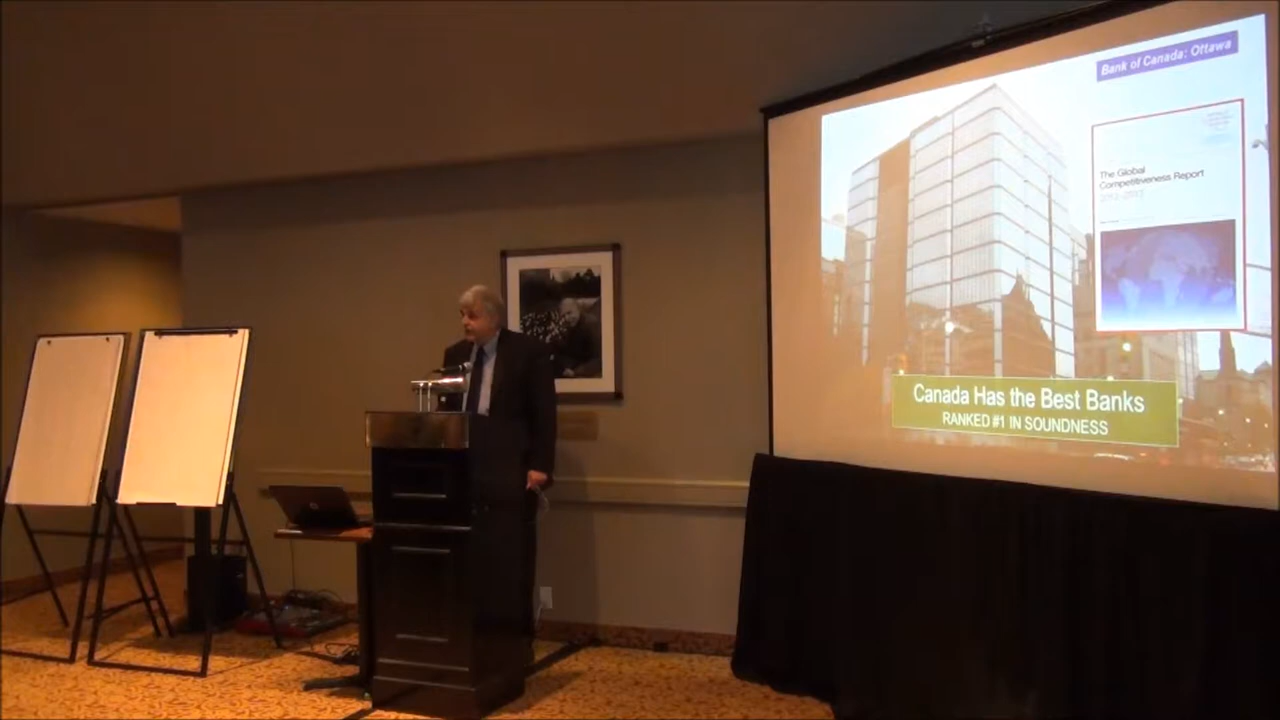 Bank of Canada: Ottawa
The Global
Competitiveness Report
Canada Has the Best Banks
RANKED #1 IN SOUNDNESS